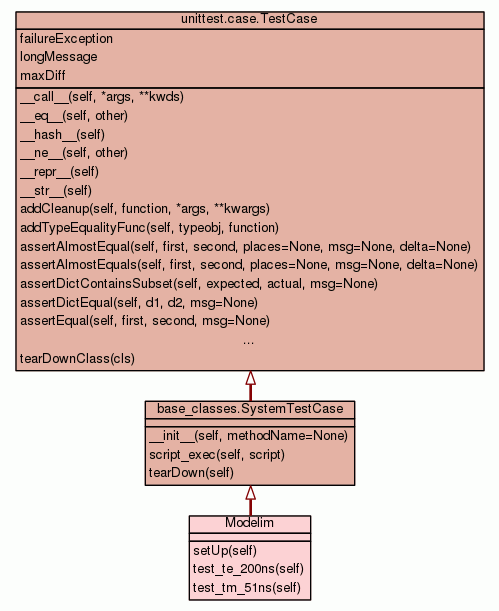 unittest.case.TestCase
failureException
longMessage
maxDiff
__call__(self, *args, **kwds)
__eq__(self, other)
__hash__(self)
__ne__(self, other)
__repr__(self)
__str__(self)
addCleanup(self, function, *args, **kwargs)
addTypeEqualityFunc(self, typeobj, function)
assertAlmostEqual(self, first, second, places=None, msg=None, delta=None)
assertAlmostEquals(self, first, second, places=None, msg=None, delta=None)
assertDictContainsSubset(self, expected, actual, msg=None)
assertDictEqual(self, d1, d2, msg=None)
assertEqual(self, first, second, msg=None)
...
tearDownClass(cls)
base_classes.SystemTestCase
__init__(self, methodName=None)
script_exec(self, script)
tearDown(self)
Modelim
setUp(self)
test_te_200ns(self)
test_tm_51ns(self)